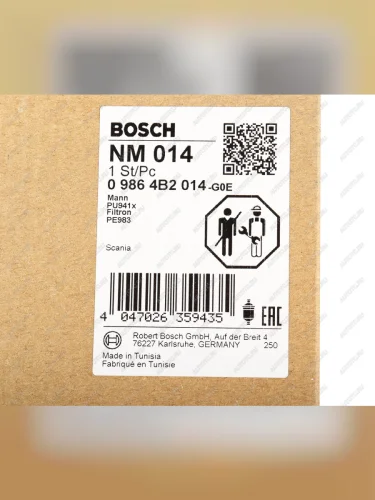 BOSCH
NM 014
1 St/Pc
0 986 4B2 014-G0E
Mann
PU941x
Filtron
PE983
Scania
4 047026 359435
EAC
Robert Bosch GmbH, Auf der Breit 4
76227 Karlsruhe, GERMANY 250
Made in Tunisia
Fabriqué en Tunisie